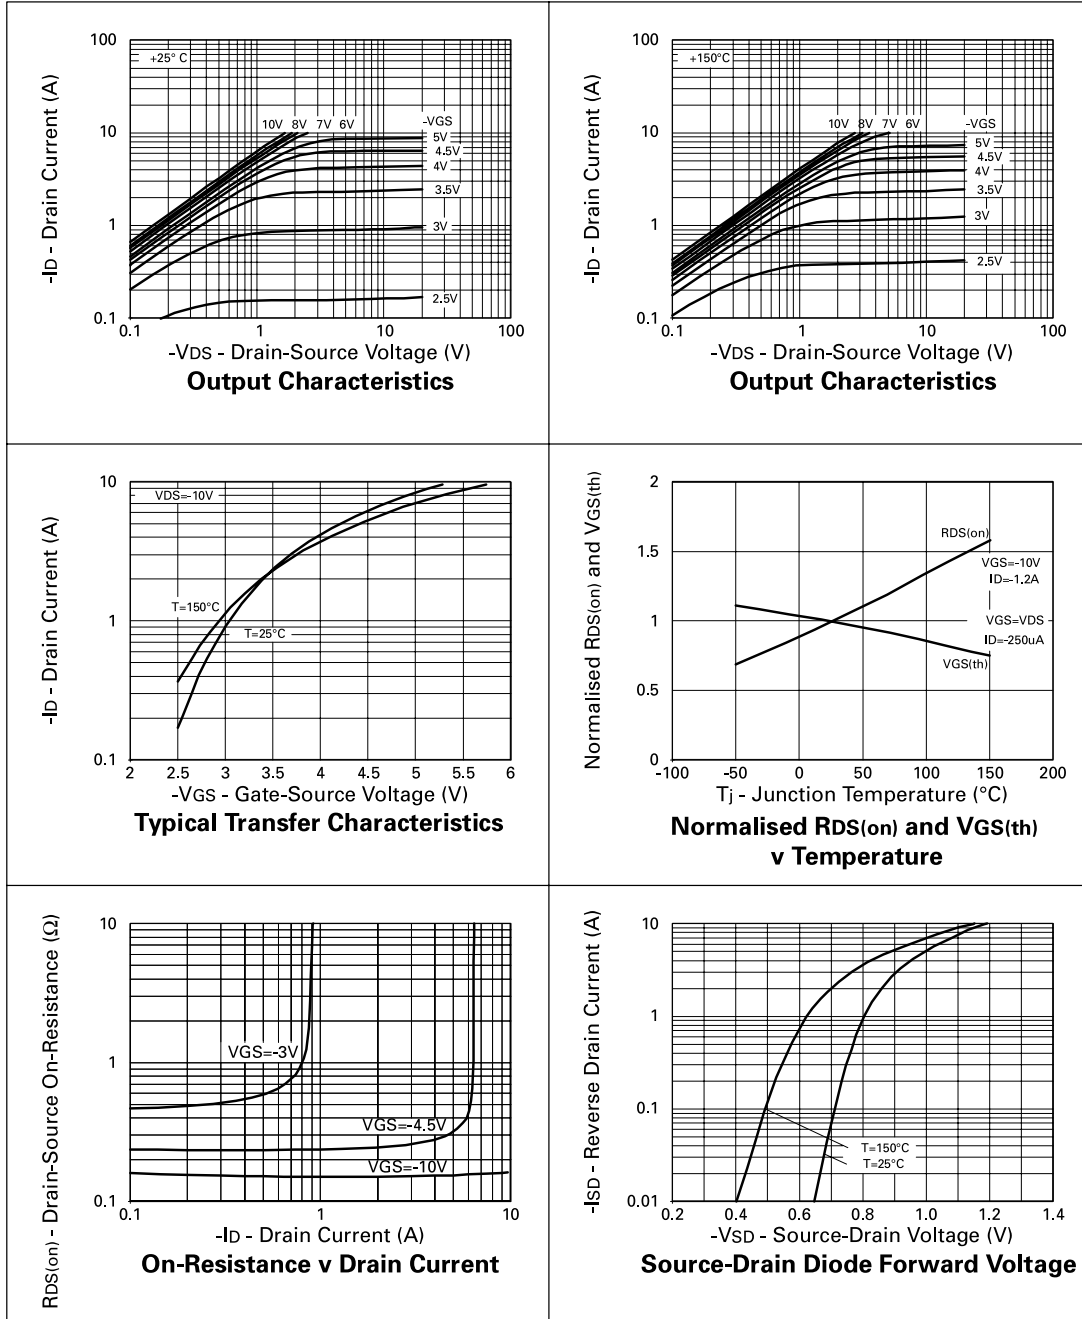 -ID - Drain Current (A)
100
10
1
0.1
+25° C
10V 8V 7V 6V
-VGS
5V
4.5V
4V
3.5V
3V
2.5V
0.1 1 10 100
-VDS - Drain-Source Voltage (V)
Output Characteristics
-ID - Drain Current (A)
100
10
1
0.1
+150°C
10V 8V 7V 6V
-VGS
5V
4.5V
4V
3.5V
3V
2.5V
0.1 1 10 100
-VDS - Drain-Source Voltage (V)
Output Characteristics
-ID - Drain Current (A)
10
1
0.1
VDS=-10V
T=150°C
T=25°C
2 2.5 3 3.5 4 4.5 5 5.5 6
-VGS - Gate-Source Voltage (V)
Typical Transfer Characteristics
Normalised RDS(on) and VGS(th)
2
1.5
1
0.5
0
RDS(on)
VGS=-10V
ID=-1.2A
VGS=VDS
ID=-250uA
VGS(th)
-100 -50 0 50 100 150 200
Tj - Junction Temperature (°C)
Normalised RDS(on) and VGS(th)
v Temperature
RDS(on) - Drain-Source On-Resistance (Ω)
10
1
0.1
VGS=-3V
VGS=-4.5V
VGS=-10V
0.1 1 10
-ID - Drain Current (A)
On-Resistance v Drain Current
-ISD - Reverse Drain Current (A)
10
1
0.1
0.01
T=150°C
T=25°C
0.2 0.4 0.6 0.8 1.0 1.2 1.4
-VSD - Source-Drain Voltage (V)
Source-Drain Diode Forward Voltage